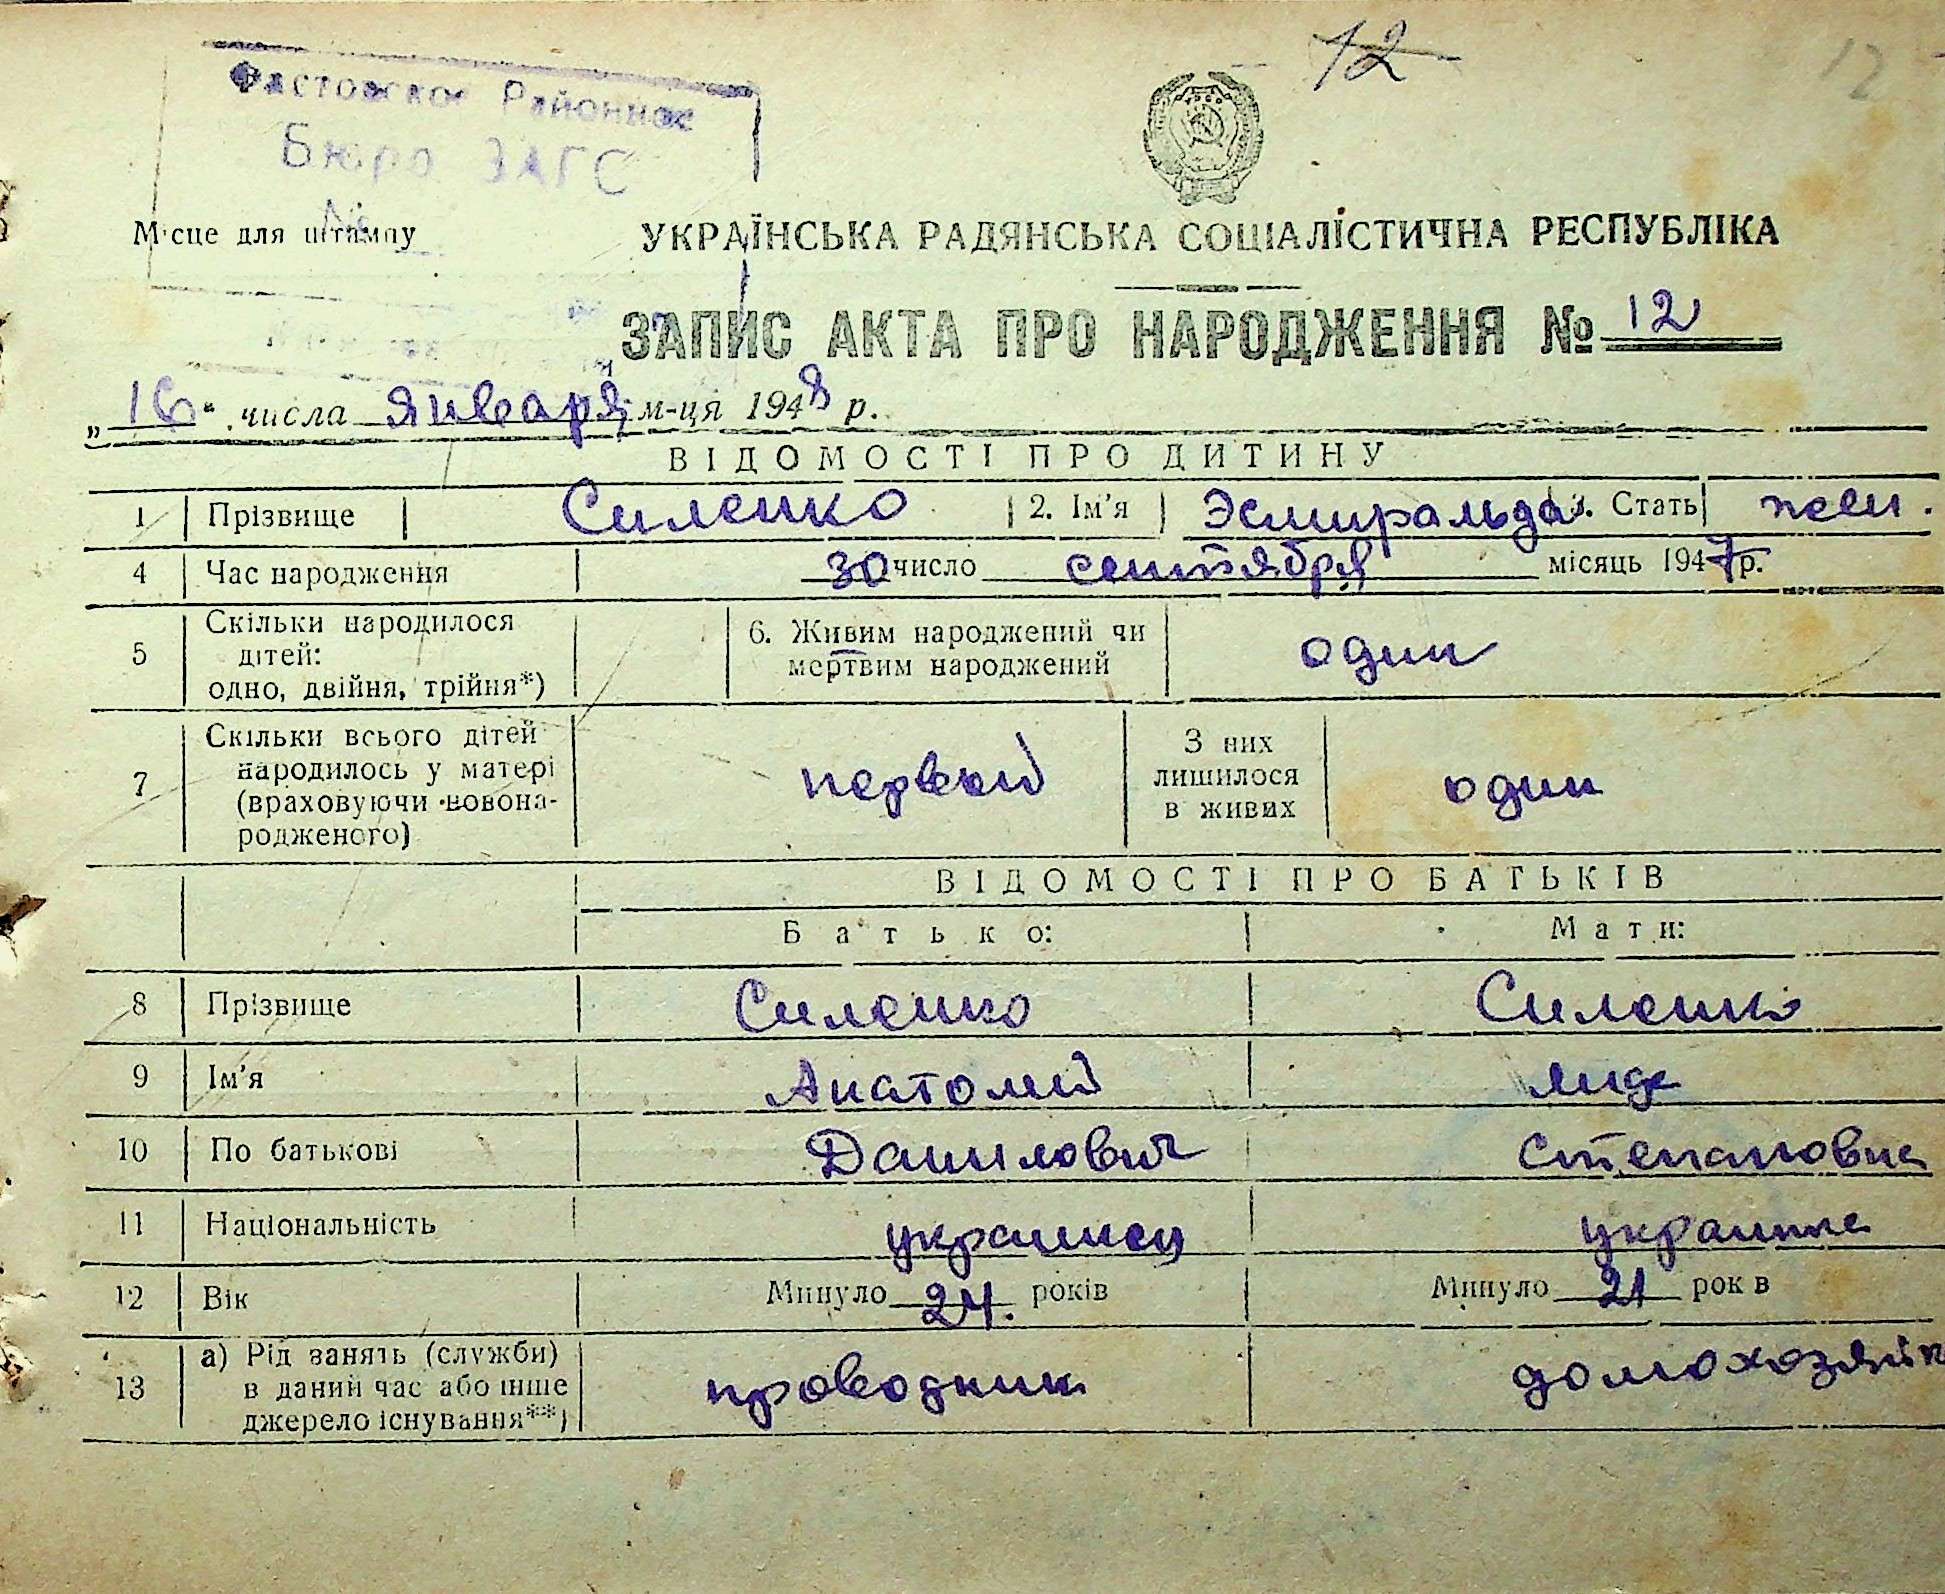 12
12
Фастовское Районное
Бюро ЗАГС
№
Місце для штампу
УКРАЇНСЬКА РАДЯНСЬКА СОЦІАЛІСТИЧНА РЕСПУБЛІКА
ЗАПИС АКТА ПРО НАРОДЖЕННЯ № 12
„16“ числа января м-ця 1948 р.
ВІДОМОСТІ ПРО ДИТИНУ
1 Прізвище Силенко 2. Ім'я Эсмиральда 3. Стать жен.
4 Час народження 30 число сентября місяць 1947 р.
5 Скільки народилося дітей: одно, двійня, трійня*) 6. Живим народжений чи мертвим народжений один
7 Скільки всього дітей народилось у матері (враховуючи новонародженого) первый З них лишилося в живих один
ВІДОМОСТІ ПРО БАТЬКІВ
Батько: Мати:
8 Прізвище Силенко Силенко
9 Ім'я Анатолий Лида
10 По батькові Данилович Степановна
11 Національність украинец украинка
12 Вік Минуло 24. років Минуло 21 років
13 а) Рід занять (служби) в даний час або інше джерело існування**) проводник домохозяйк